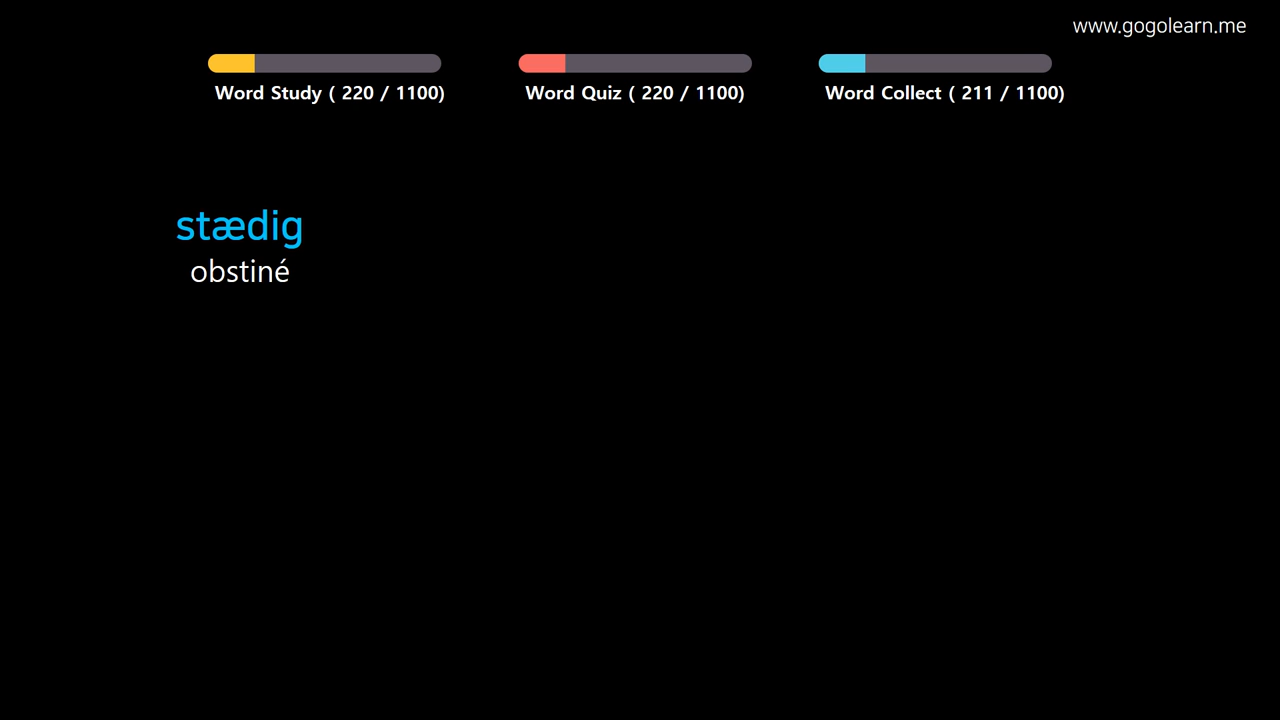 www.gogolearn.me
Word Study ( 220 / 1100)
Word Quiz ( 220 / 1100)
Word Collect ( 211 / 1100)
stædig
obstiné